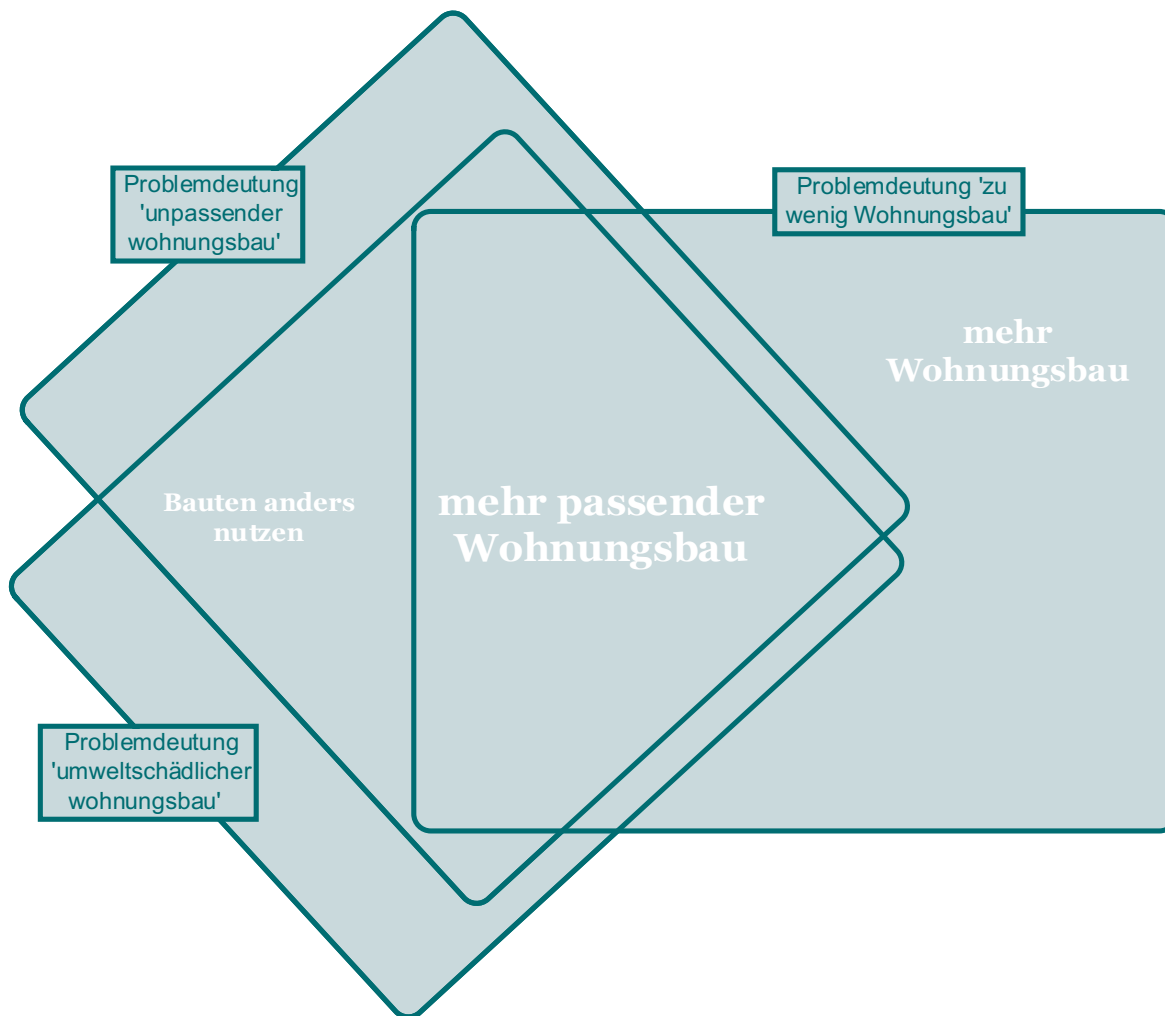 Problemdeutung
'unpassender
wohnungsbau'
Problemdeutung 'zu
wenig Wohnungsbau'
mehr
Wohnungsbau
Bauten anders
nutzen
mehr passender
Wohnungsbau
Problemdeutung
'umweltschädlicher
wohnungsbau'